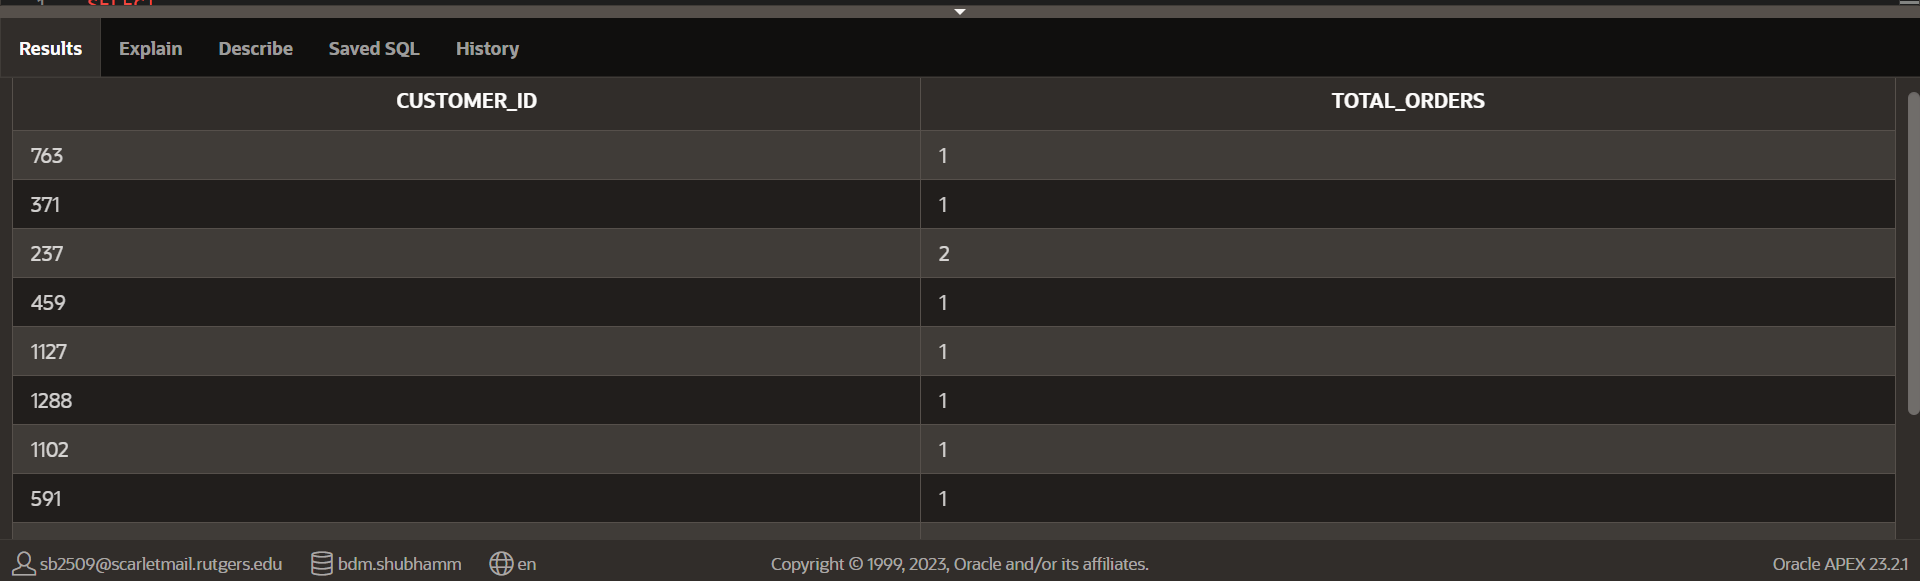 1 SELECT
Results Explain Describe Saved SQL History
CUSTOMER_ID TOTAL_ORDERS
763 1
371 1
237 2
459 1
1127 1
1288 1
1102 1
591 1
sb2509@scarletmail.rutgers.edu bdm.shubhamm en Copyright © 1999, 2023, Oracle and/or its affiliates. Oracle APEX 23.2.1